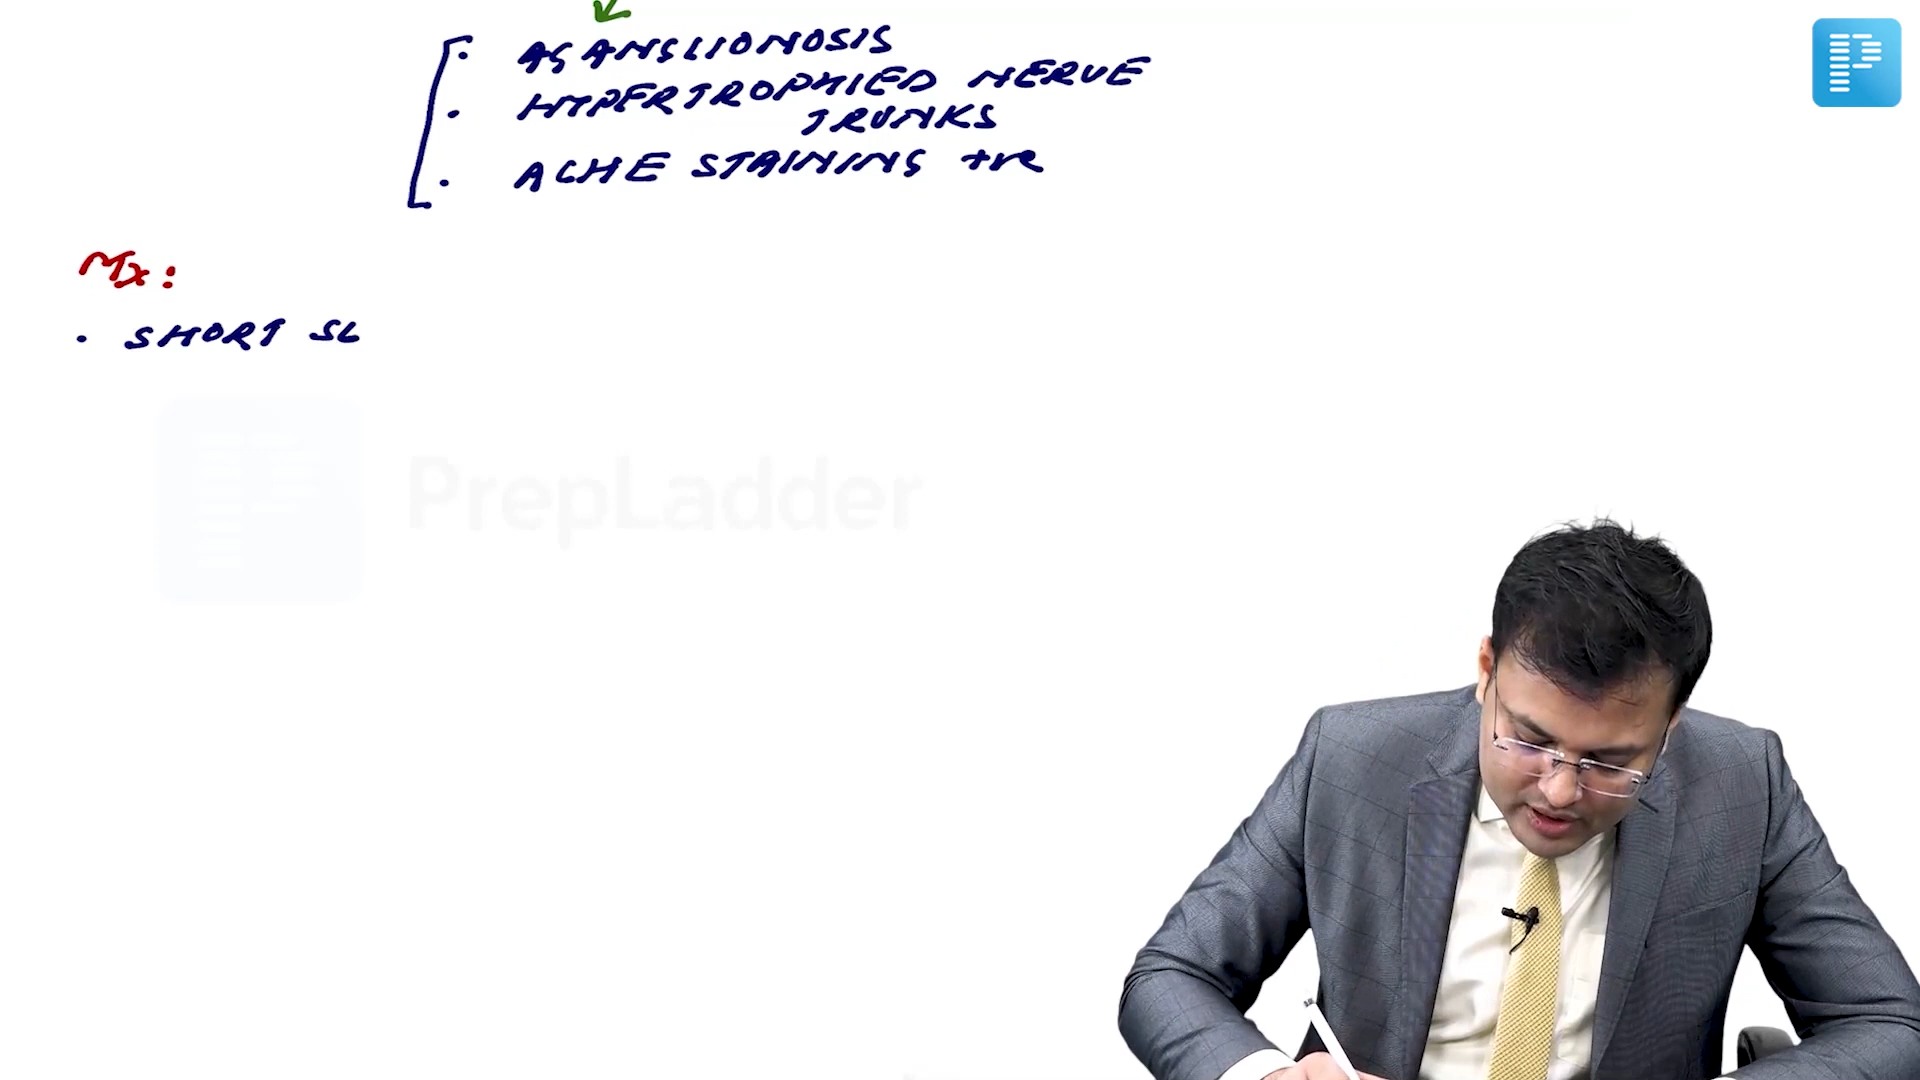 • AGANGLIONOSIS
• HYPERTROPHIED NERVE
TRUNKS
• ACHE STAINING +ve
Mx:
• SHORT SL
PrepLadder